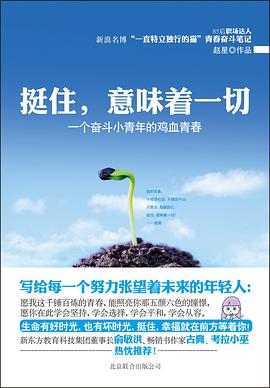 85后职场达人
新浪名博“一直特立独行的猫”青春奋斗笔记
赵星◎作品
挺住，意味着一切
一个奋斗小青年的鸡血青春
写给每一个努力张望着未来的年轻人：
愿我这千锤百炼的青春，能照亮你那五颜六色的憧憬，
愿你在此学会坚持，学会选择，学会平和，学会从容。
生命有好时光，也有坏时光，挺住，幸福就在前方等着你！
新东方教育科技集团董事长俞敏洪、畅销书作家古典、考拉小巫
热忱推荐！
北京联合出版公司